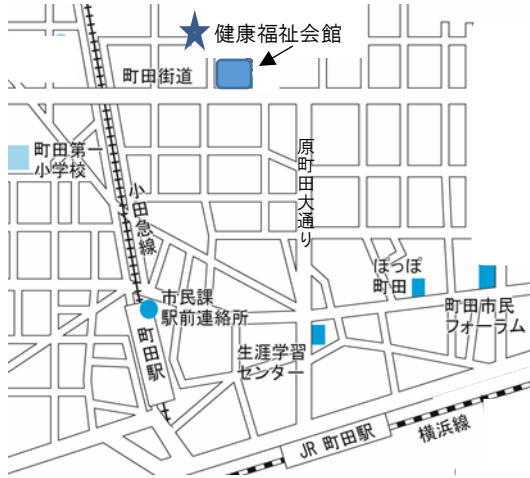 健康福祉会館
町田街道
町田第一
小学校
原町田大通り
小田急線
ぽっぽ
町田
市民課
駅前連絡所
町田市民
フォーラム
町田駅
生涯学習
センター
JR 町田駅
横浜線